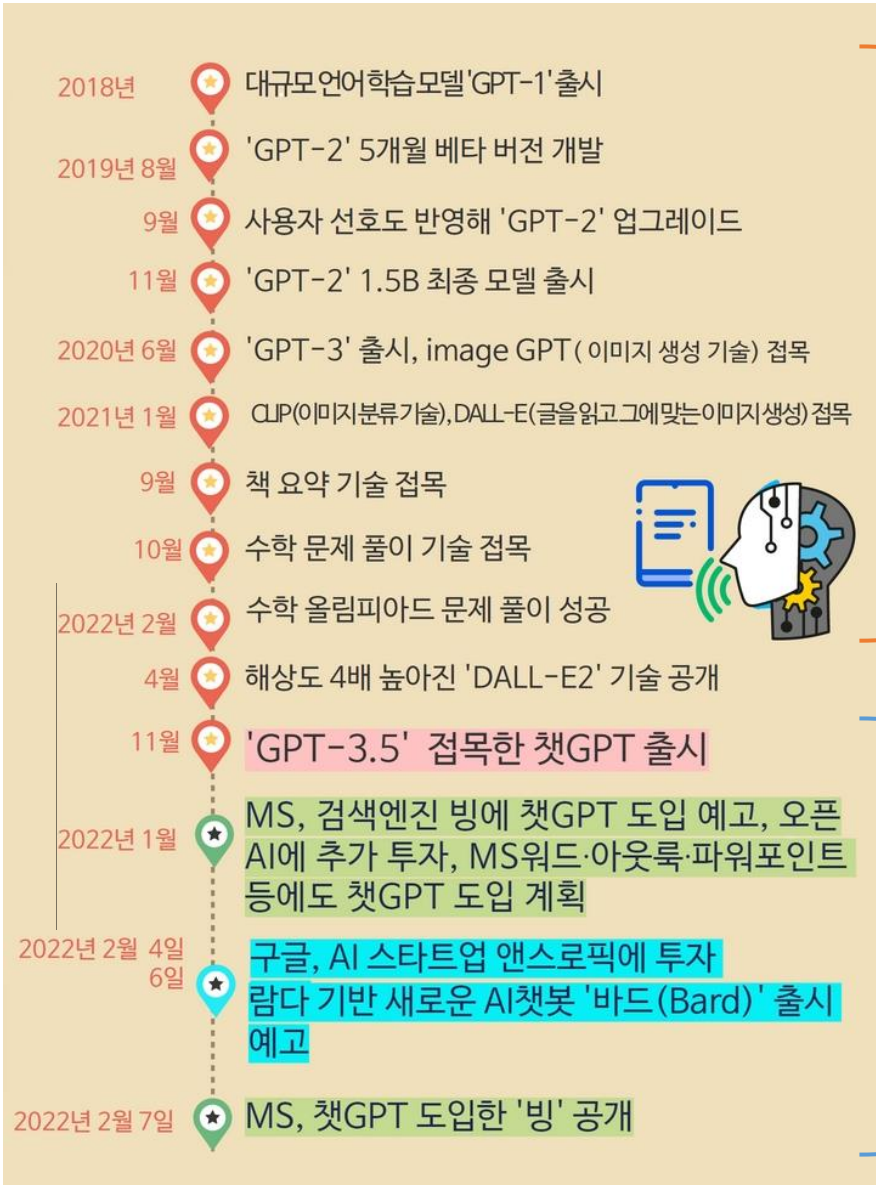 2018년 대규모언어학습모델'GPT-1'출시
2019년 8월 'GPT-2' 5개월 베타 버전 개발
9월 사용자 선호도 반영해 'GPT-2' 업그레이드
11월 'GPT-2' 1.5B 최종 모델 출시
2020년 6월 'GPT-3' 출시, image GPT( 이미지 생성 기술) 접목
2021년 1월 CLIP(이미지분류기술),DALL-E(글을읽고그에맞는이미지생성)접목
9월 책 요약 기술 접목
10월 수학 문제 풀이 기술 접목
2022년 2월 수학 올림피아드 문제 풀이 성공
4월 해상도 4배 높아진 'DALL-E2' 기술 공개
11월 'GPT-3.5' 접목한 챗GPT 출시
2022년 1월 MS, 검색엔진 빙에 챗GPT 도입 예고, 오픈
AI에 추가 투자, MS워드·아웃룩·파워포인트
등에도 챗GPT 도입 계획
2022년 2월 4일 구글, AI 스타트업 앤스로픽에 투자
6일 람다 기반 새로운 AI챗봇 '바드(Bard)' 출시
예고
2022년 2월 7일 MS, 챗GPT 도입한 '빙' 공개